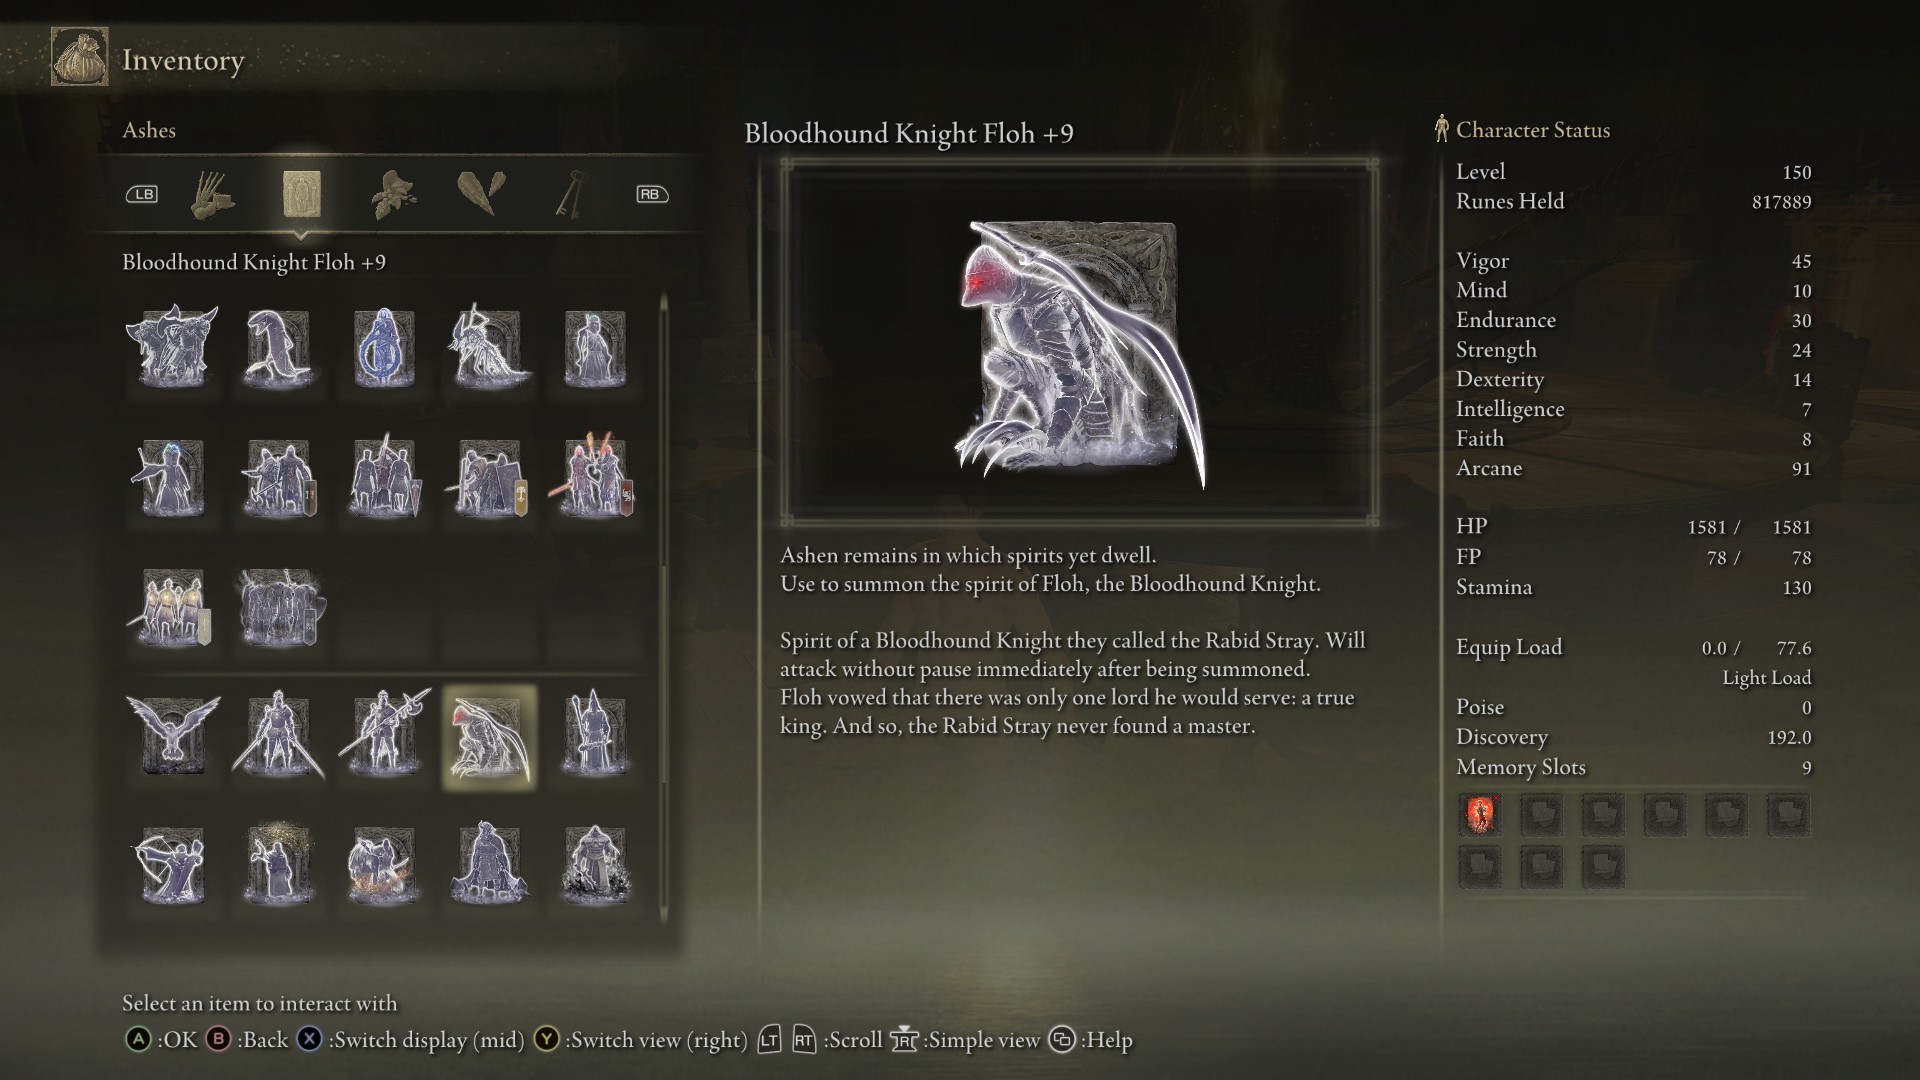 Inventory
Ashes
LB
RB
Bloodhound Knight Floh +9
Bloodhound Knight Floh +9
Ashen remains in which spirits yet dwell.
Use to summon the spirit of Floh, the Bloodhound Knight.
Spirit of a Bloodhound Knight they called the Rabid Stray. Will
attack without pause immediately after being summoned.
Floh vowed that there was only one lord he would serve: a true
king. And so, the Rabid Stray never found a master.
Character Status
Level 150
Runes Held 817889
Vigor 45
Mind 10
Endurance 30
Strength 24
Dexterity 14
Intelligence 7
Faith 8
Arcane 91
HP 1581 / 1581
FP 78 / 78
Stamina 130
Equip Load 0.0 / 77.6
Light Load
Poise 0
Discovery 192.0
Memory Slots 9
Select an item to interact with
A :OK B :Back X :Switch display (mid) Y :Switch view (right) LT RT :Scroll R :Simple view :Help